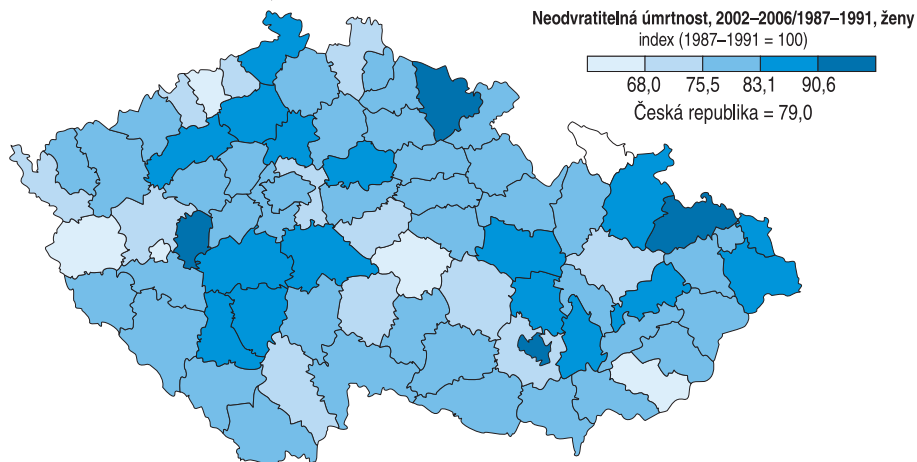 Neodvratitelná úmrtnost, 2002–2006/1987–1991, ženy
index (1987–1991 = 100)
68,0 75,5 83,1 90,6
Česká republika = 79,0